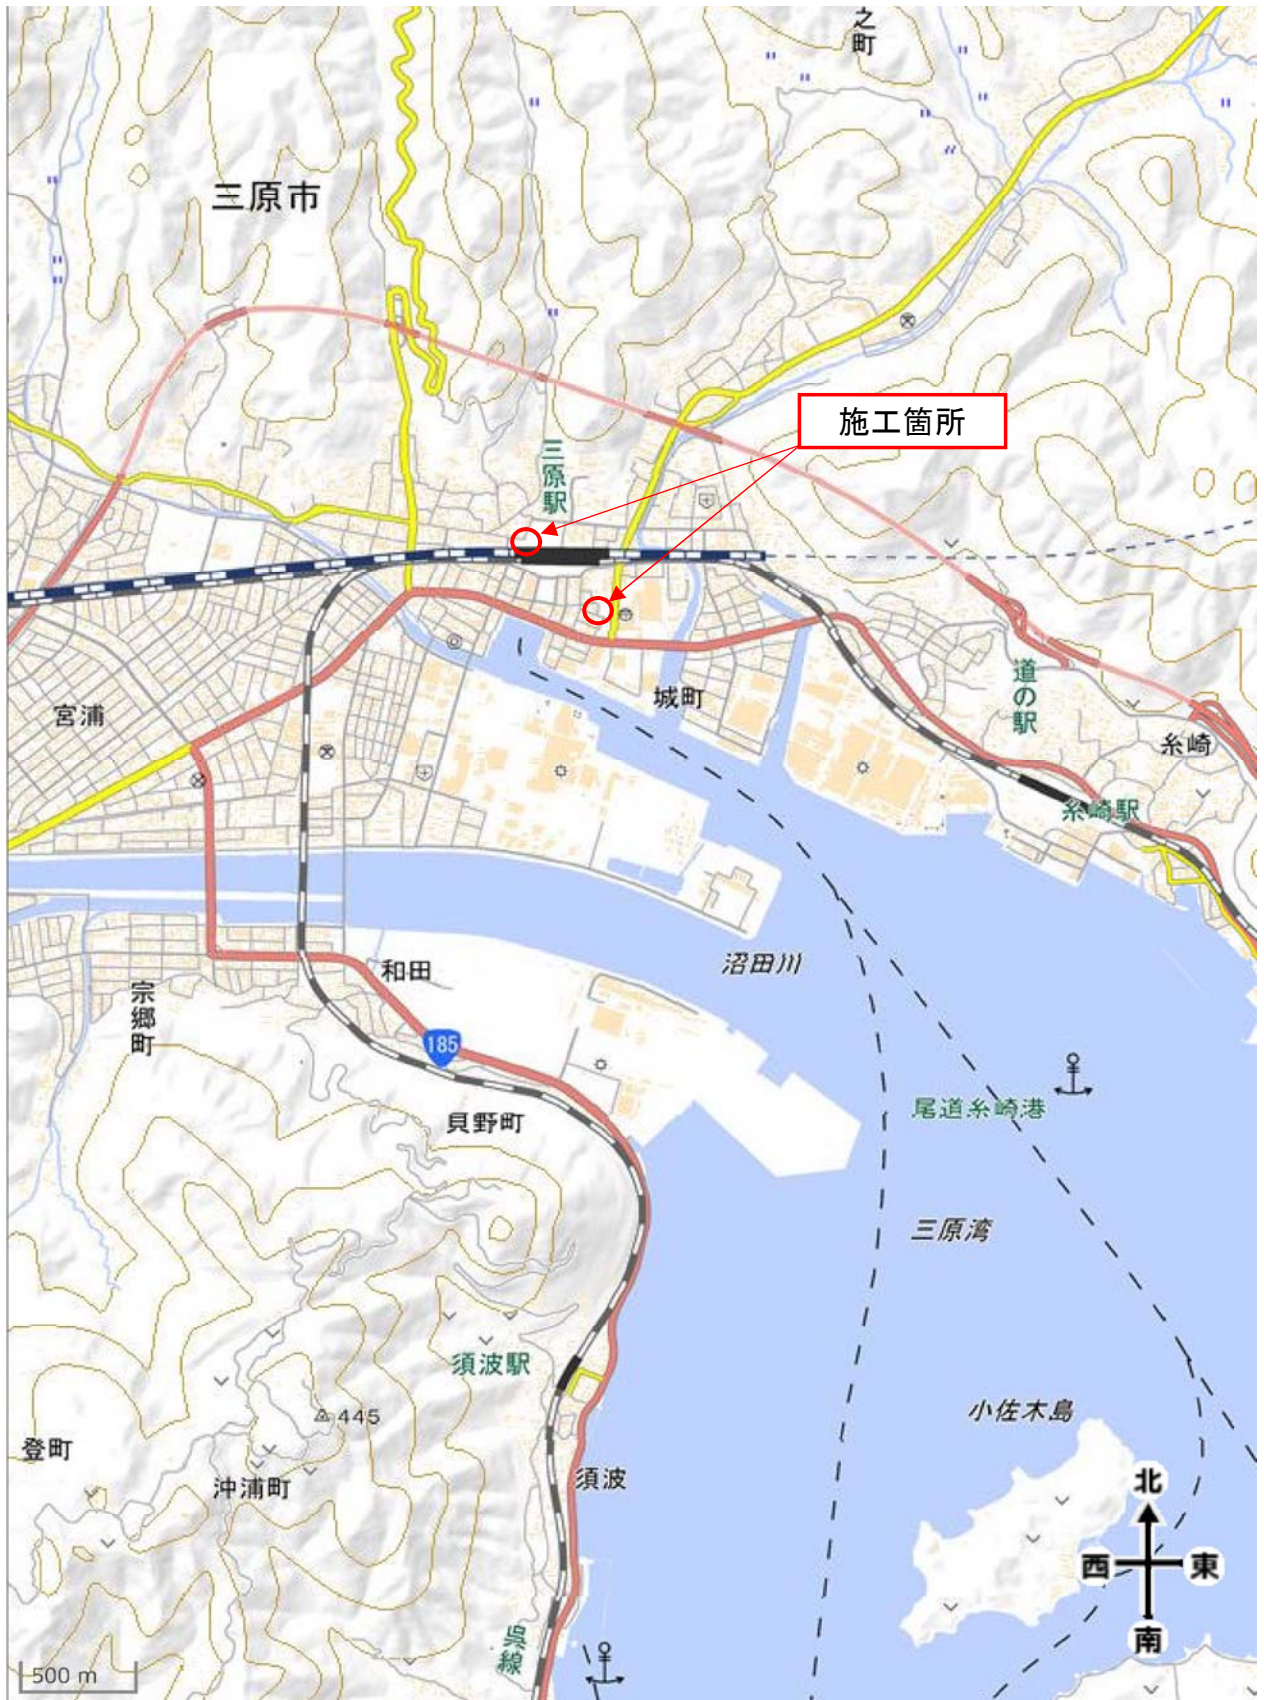 之町
三原市
施工箇所
三原駅
城町
道の駅
宮浦
糸崎
糸崎駅
沼田川
和田
宗郷町
185
尾道糸崎港
貝野町
三原湾
須波駅
小佐木島
445
登町
沖浦町
須波
北
西
東
南
呉線
500 m